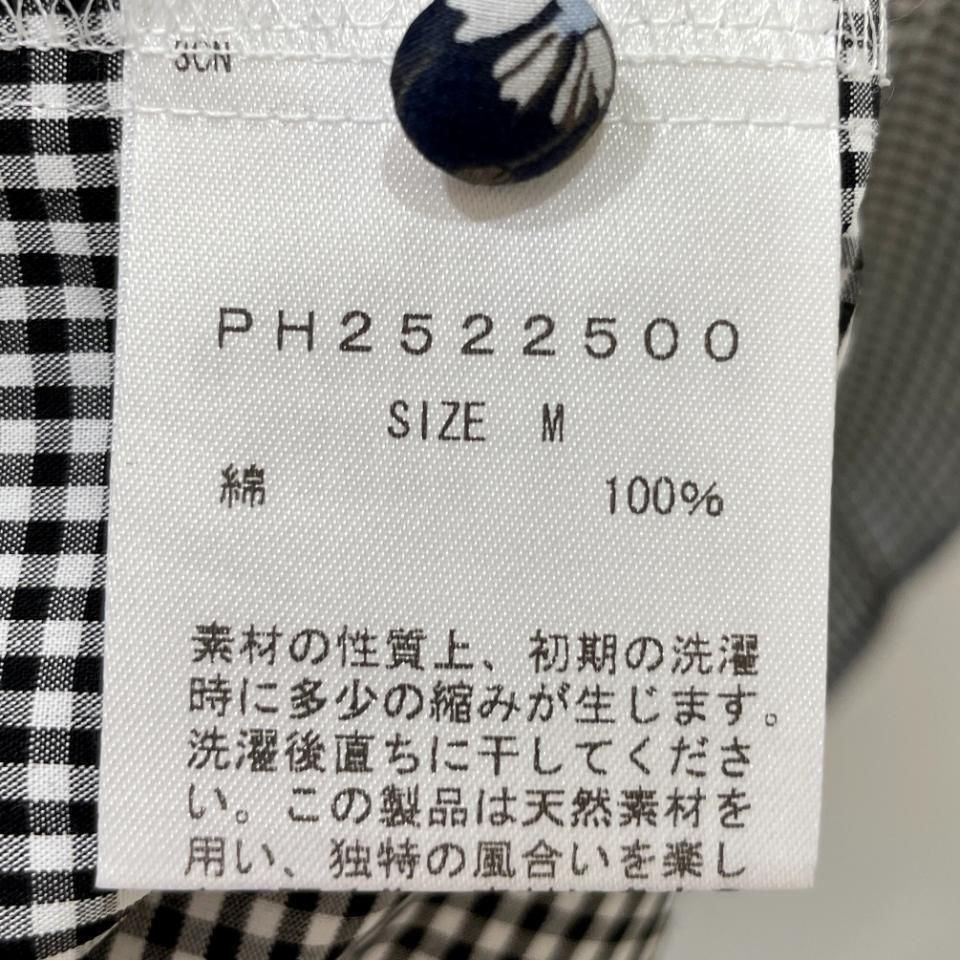 3CN
PH2522500
SIZE M
綿 100%
素材の性質上、初期の洗濯
時に多少の縮みが生じます。
洗濯後直ちに干してくださ
い。この製品は天然素材を
用い、独特の風合いを楽し